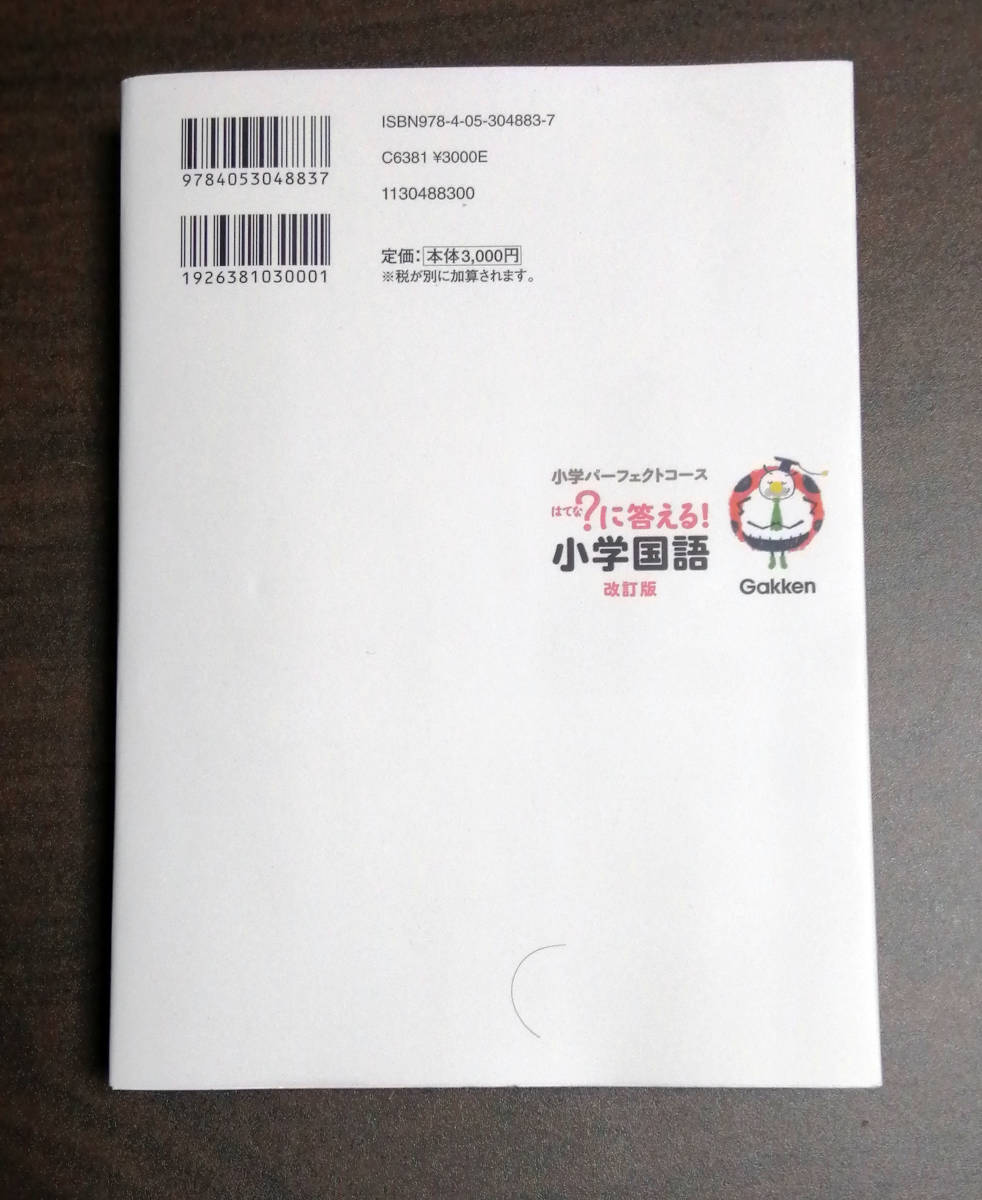 ISBN978-4-05-304883-7
9784053048837
C6381 ¥3000E
1130488300
1926381030001
定価：本体3,000円
※税が別に加算されます。
小学パーフェクトコース
はてな?に答える!
小学国語
改訂版
Gakken